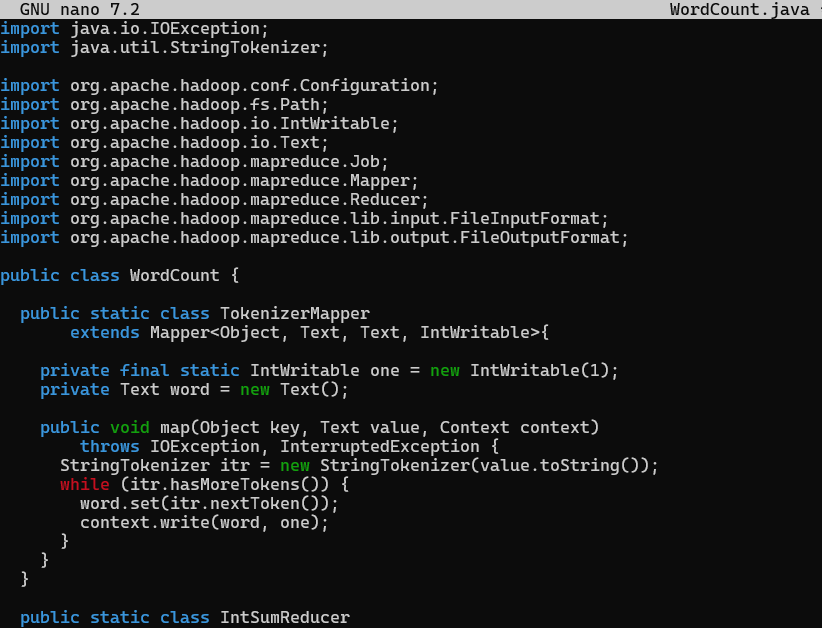 GNU nano 7.2 WordCount.java
import java.io.IOException;
import java.util.StringTokenizer;
import org.apache.hadoop.conf.Configuration;
import org.apache.hadoop.fs.Path;
import org.apache.hadoop.io.IntWritable;
import org.apache.hadoop.io.Text;
import org.apache.hadoop.mapreduce.Job;
import org.apache.hadoop.mapreduce.Mapper;
import org.apache.hadoop.mapreduce.Reducer;
import org.apache.hadoop.mapreduce.lib.input.FileInputFormat;
import org.apache.hadoop.mapreduce.lib.output.FileOutputFormat;
public class WordCount {
  public static class TokenizerMapper
       extends Mapper<Object, Text, Text, IntWritable>{
    private final static IntWritable one = new IntWritable(1);
    private Text word = new Text();
    public void map(Object key, Text value, Context context)
        throws IOException, InterruptedException {
      StringTokenizer itr = new StringTokenizer(value.toString());
      while (itr.hasMoreTokens()) {
        word.set(itr.nextToken());
        context.write(word, one);
      }
    }
  }
  public static class IntSumReducer